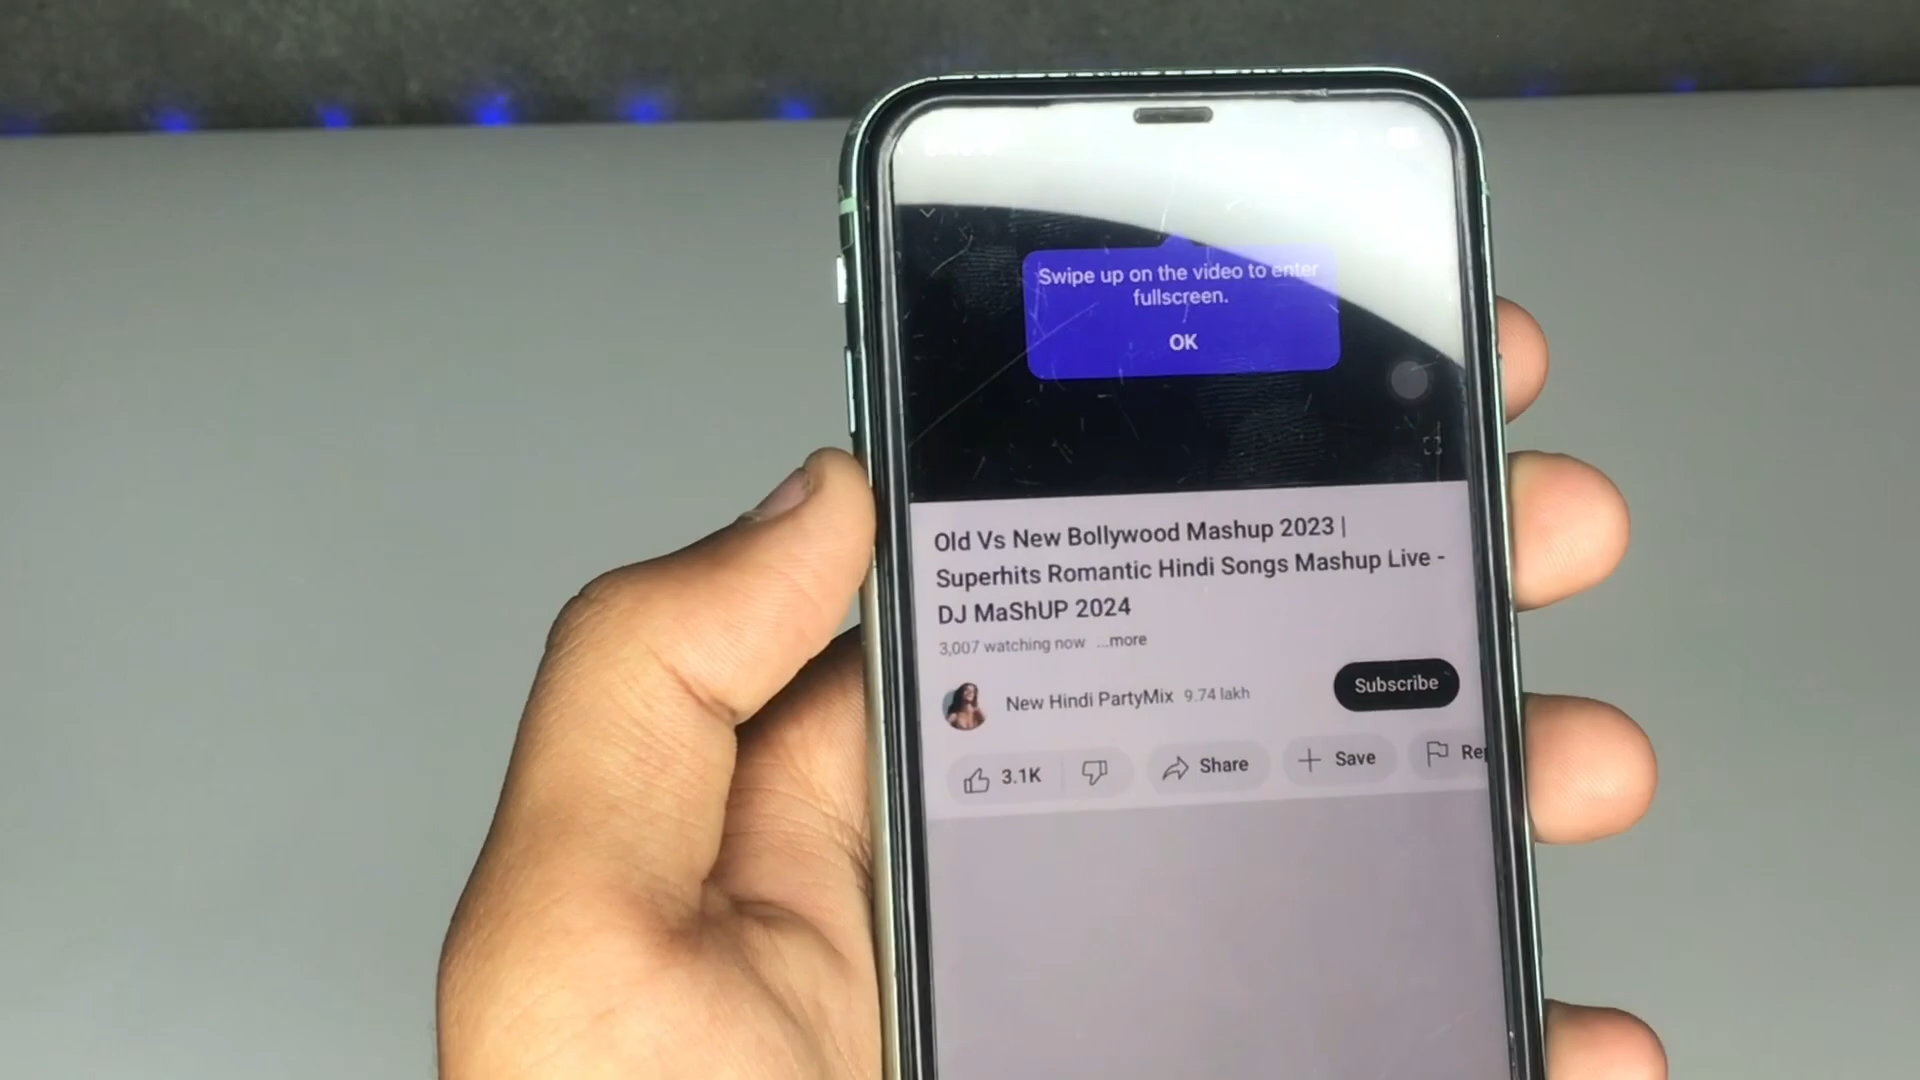 Swipe up on the video to enter
fullscreen.
OK
Old Vs New Bollywood Mashup 2023 |
Superhits Romantic Hindi Songs Mashup Live -
DJ MaShUP 2024
3,007 watching now ...more
New Hindi PartyMix 9.74 lakh
Subscribe
3.1K
Share
Save
Rep